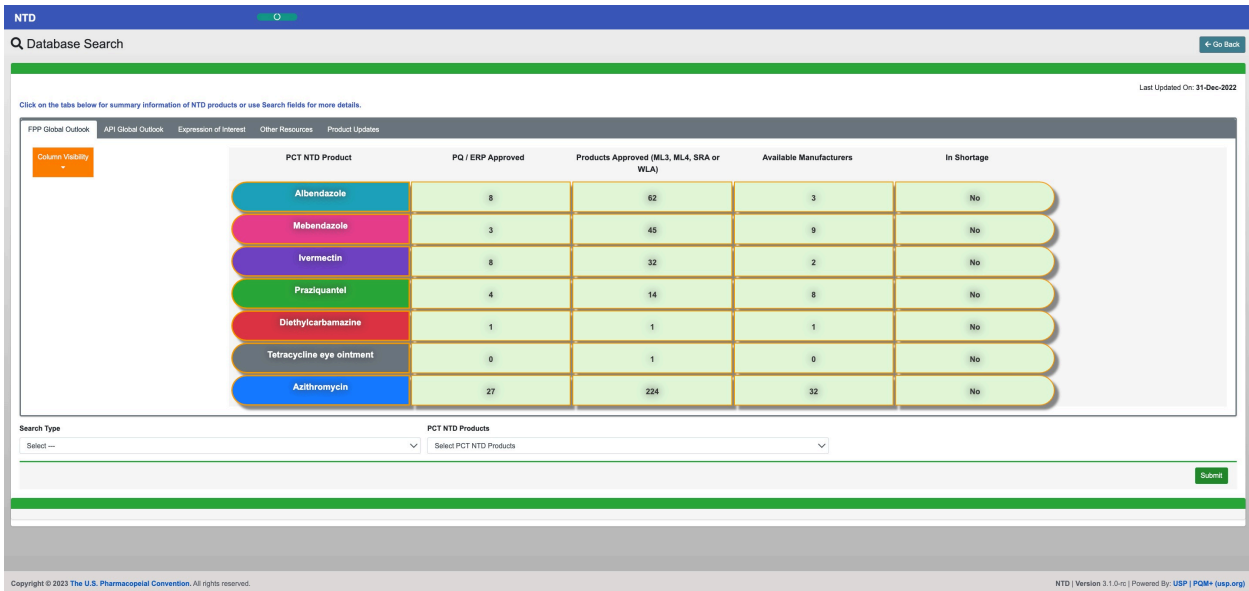 NTD
Database Search
Go Back
Last Updated On: 31-Dec-2022
Click on the tabs below for summary information of NTD products or use Search fields for more details.
FPP Global Outlook API Global Outlook Expression of Interest Other Resources Product Updates
Column Visibility
PCT NTD Product PQ / ERP Approved Products Approved (ML3, ML4, SRA or
WLA) Available Manufacturers In Shortage
Albendazole 8 62 3 No
Mebendazole 3 45 9 No
Ivermectin 8 32 2 No
Praziquantel 4 14 8 No
Diethylcarbamazine 1 1 1 No
Tetracycline eye ointment 0 1 0 No
Azithromycin 27 224 32 No
Search Type PCT NTD Products
Select --- Select PCT NTD Products
Submit
Copyright © 2023 The U.S. Pharmacopeial Convention. All rights reserved. NTD | Version 3.1.0-rc | Powered By: USP | PQM+ (usp.org)